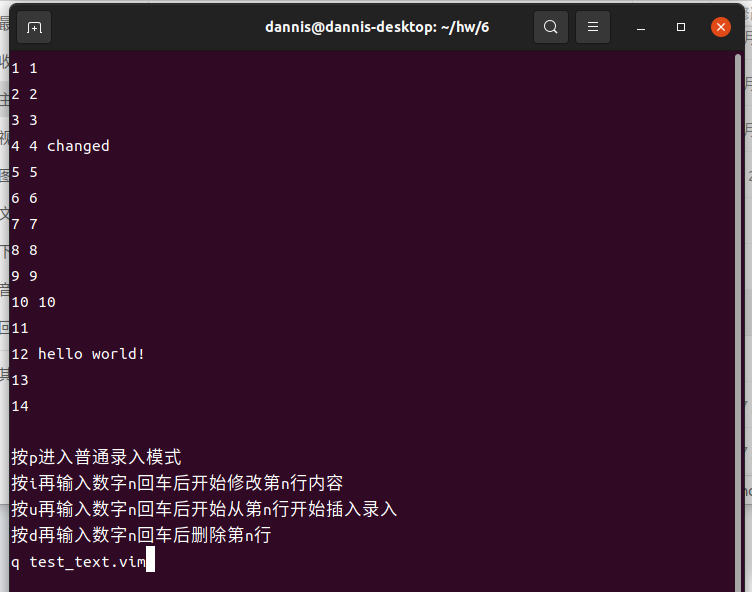 dannis@dannis-desktop: ~/hw/6
1 1
2 2
3 3
4 4 changed
5 5
6 6
7 7
8 8
9 9
10 10
11
12 hello world!
13
14
按p进入普通录入模式
按i再输入数字n回车后开始修改第n行内容
按u再输入数字n回车后开始从第n行开始插入录入
按d再输入数字n回车后删除第n行
q test_text.vim